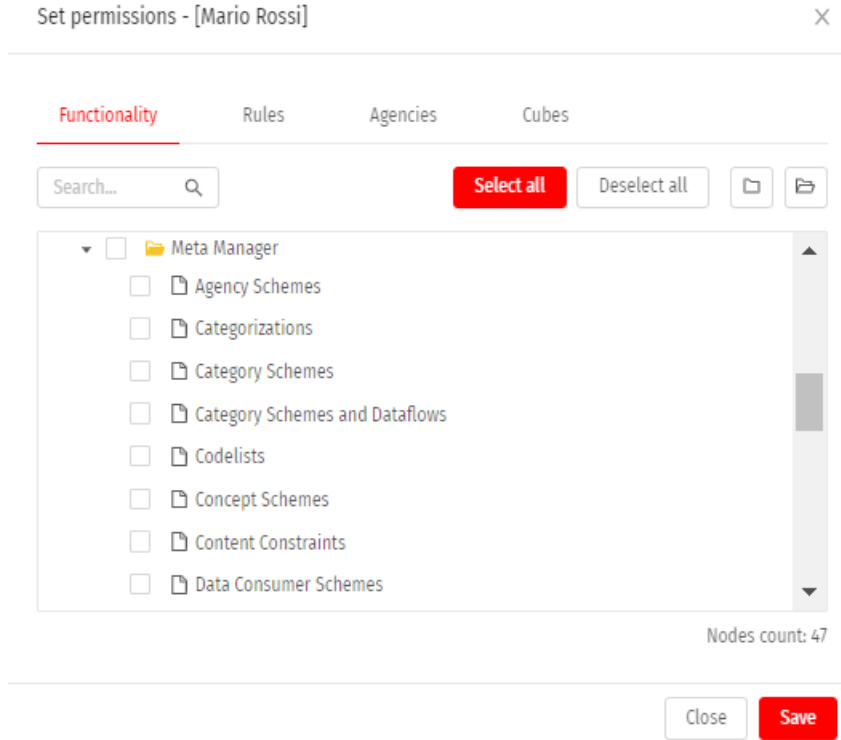 Set permissions - [Mario Rossi]
Functionality Rules Agencies Cubes
Search... Select all Deselect all
Meta Manager
Agency Schemes
Categorizations
Category Schemes
Category Schemes and Dataflows
Codelists
Concept Schemes
Content Constraints
Data Consumer Schemes
Nodes count: 47
Close Save